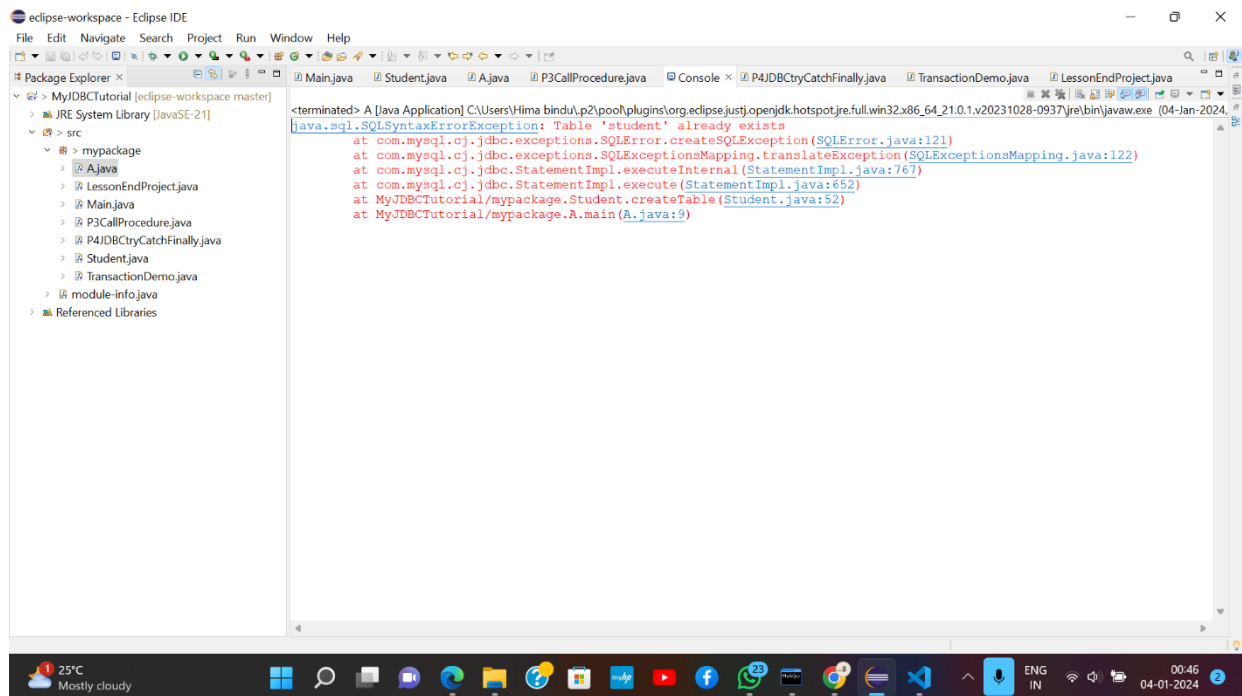 eclipse-workspace - Eclipse IDE
File Edit Navigate Search Project Run Window Help
Package Explorer
MyJDBCTutorial [eclipse-workspace master]
JRE System Library [JavaSE-21]
> src
> mypackage
A.java
LessonEndProject.java
Main.java
P3CallProcedure.java
P4JDBCtryCatchFinally.java
Student.java
TransactionDemo.java
module-info.java
Referenced Libraries
Main.java Student.java A.java P3CallProcedure.java Console P4JDBCtryCatchFinally.java TransactionDemo.java LessonEndProject.java
<terminated> A [Java Application] C:\Users\Hima bindu\.p2\pool\plugins\org.eclipse.justj.openjdk.hotspot.jre.full.win32.x86_64_21.0.1.v20231028-0937\jre\bin\javaw.exe (04-Jan-2024,
java.sql.SQLSyntaxErrorException: Table 'student' already exists
at com.mysql.cj.jdbc.exceptions.SQLError.createSQLException(SQLError.java:121)
at com.mysql.cj.jdbc.exceptions.SQLExceptionsMapping.translateException(SQLExceptionsMapping.java:122)
at com.mysql.cj.jdbc.StatementImpl.executeInternal(StatementImpl.java:767)
at com.mysql.cj.jdbc.StatementImpl.execute(StatementImpl.java:652)
at MyJDBCTutorial/mypackage.Student.createTable(Student.java:52)
at MyJDBCTutorial/mypackage.A.main(A.java:9)
1
25°C
Mostly cloudy
myhp
23
ENG
IN
00:46
04-01-2024
2